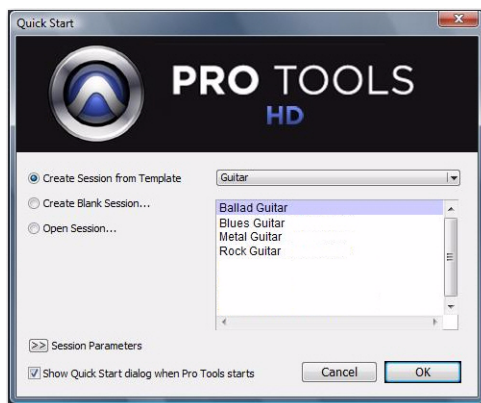 Quick Start
PRO TOOLS
HD
Create Session from Template
Guitar
Create Blank Session...
Open Session...
Ballad Guitar
Blues Guitar
Metal Guitar
Rock Guitar
>> Session Parameters
Show Quick Start dialog when Pro Tools starts
Cancel
OK